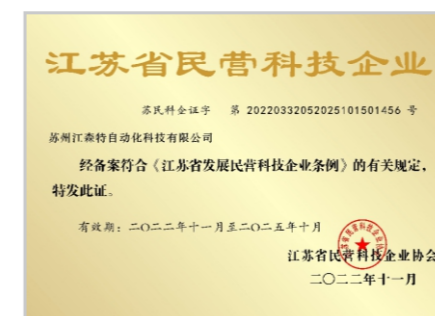 江苏省民营科技企业
苏民科企证字 第 20220332052025101501456 号
苏州江森特自动化科技有限公司
经备案符合《江苏省发展民营科技企业条例》的有关规定，
特发此证。
有效期：二〇二二年十一月至二〇二五年十月
江苏省民营科技企业协会
二〇二二年十一月